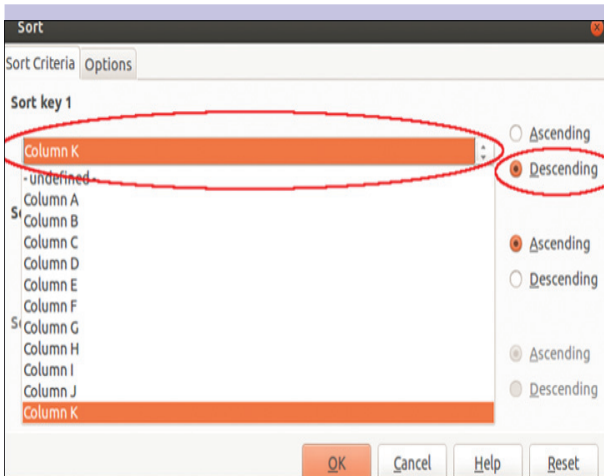 Sort
Sort Criteria
Options
Sort key 1
Column K
Ascending
Descending
- undefined -
Column A
Column B
Column C
Column D
Column E
Column F
Column G
Column H
Column I
Column J
Column K
Ascending
Descending
Ascending
Descending
OK
Cancel
Help
Reset